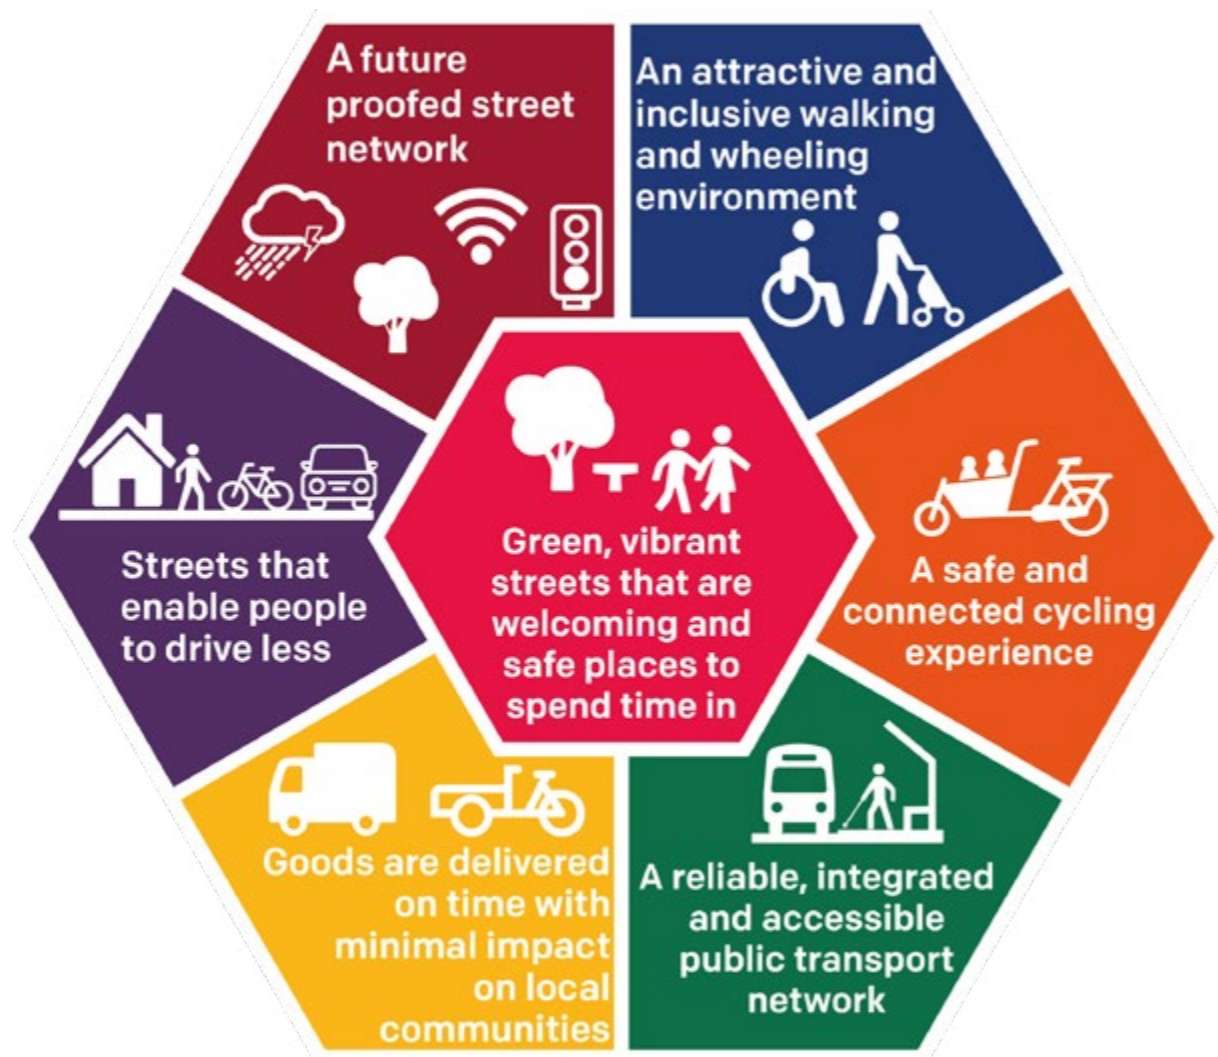 A future
proofed street
network
An attractive and
inclusive walking
and wheeling
environment
Streets that
enable people
to drive less
Green, vibrant
streets that are
welcoming and
safe places to
spend time in
A safe and
connected cycling
experience
Goods are delivered
on time with
minimal impact
on local
communities
A reliable, integrated
and accessible
public transport
network